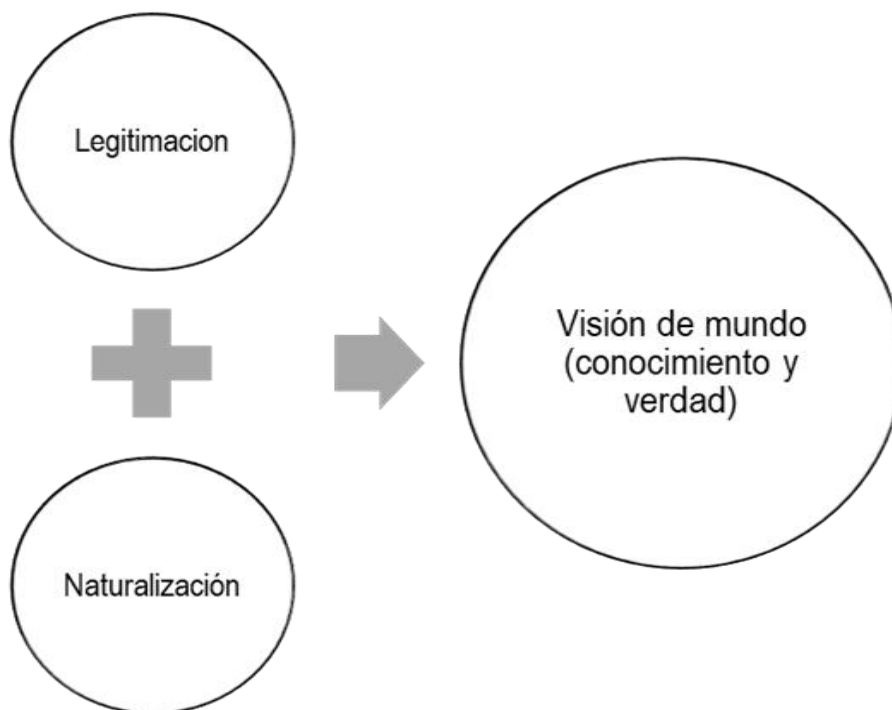 Legitimacion
Visión de mundo
(conocimiento y
verdad)
Naturalización